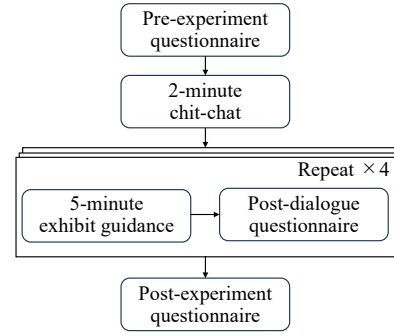 Pre-experiment
questionnaire
2-minute
chit-chat
Repeat ×4
5-minute
exhibit guidance
Post-dialogue
questionnaire
Post-experiment
questionnaire